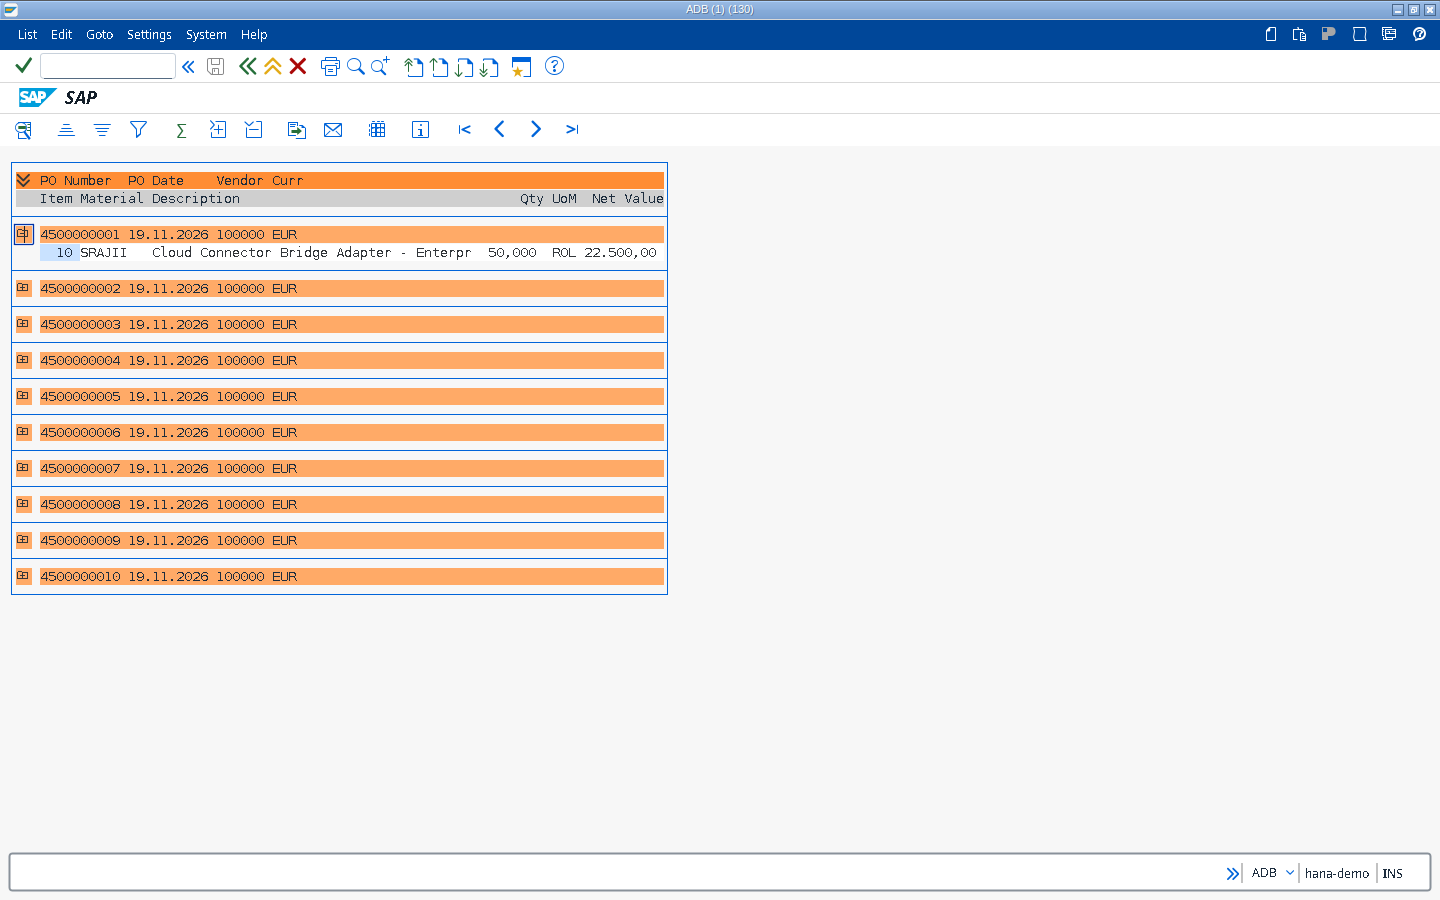 ADB (1) (130)
List Edit Goto Settings System Help
SAP SAP
PO Number PO Date Vendor Curr
Item Material Description Qty UoM Net Value
4500000001 19.11.2026 100000 EUR
10 SRAJII Cloud Connector Bridge Adapter - Enterpr 50,000 ROL 22.500,00
4500000002 19.11.2026 100000 EUR
4500000003 19.11.2026 100000 EUR
4500000004 19.11.2026 100000 EUR
4500000005 19.11.2026 100000 EUR
4500000006 19.11.2026 100000 EUR
4500000007 19.11.2026 100000 EUR
4500000008 19.11.2026 100000 EUR
4500000009 19.11.2026 100000 EUR
4500000010 19.11.2026 100000 EUR
ADB hana-demo INS